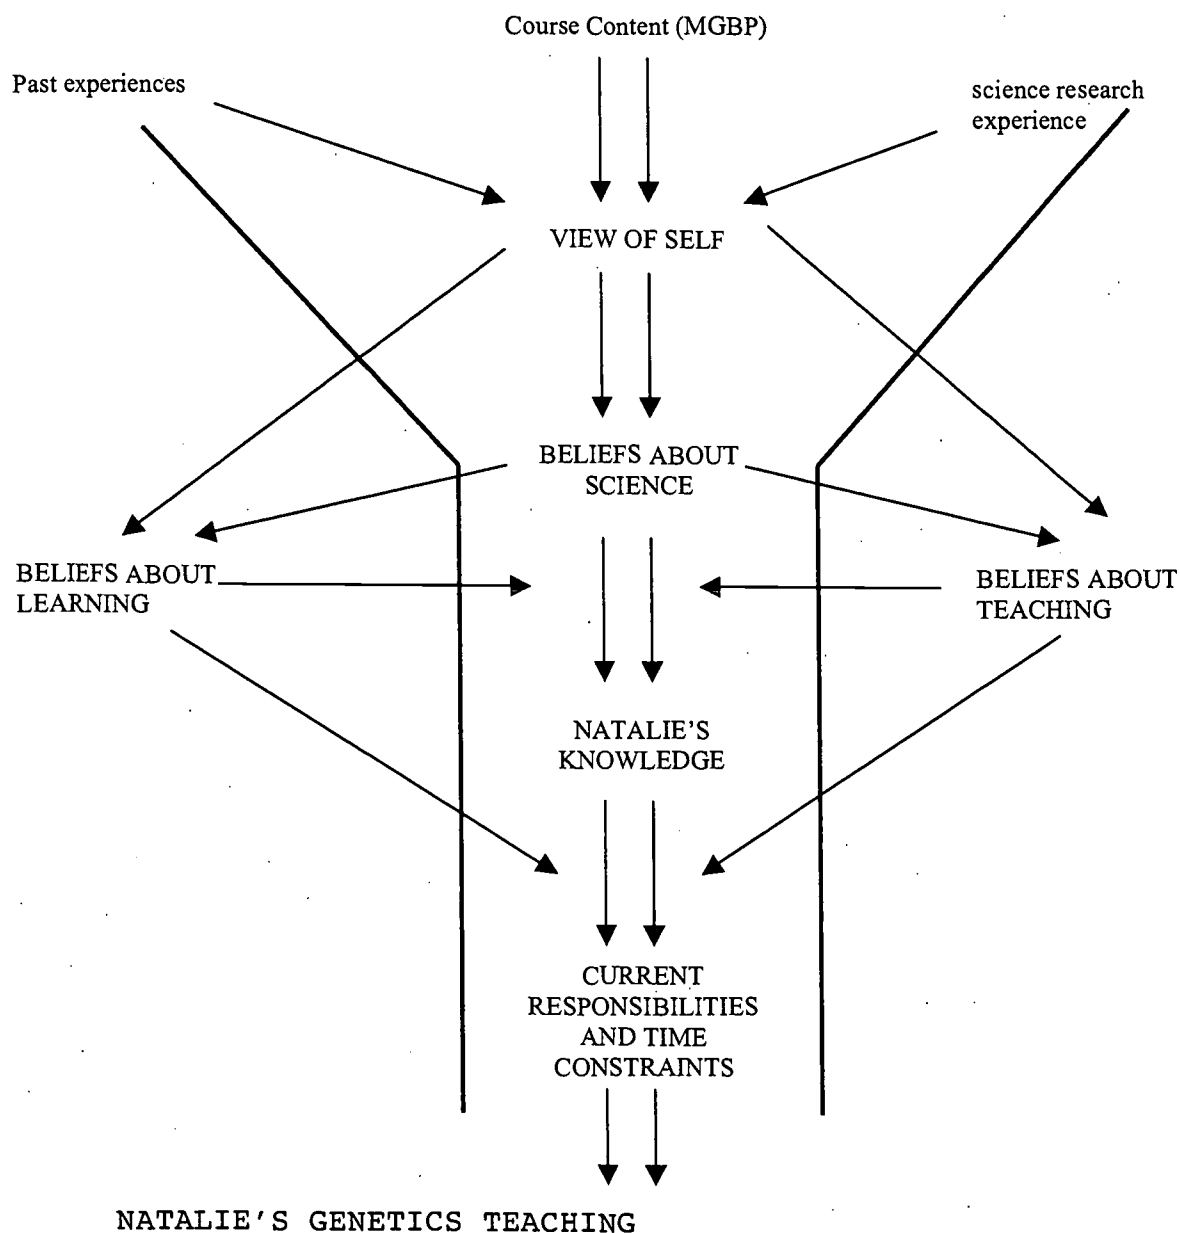 Course Content (MGBP)
Past experiences
science research
experience
VIEW OF SELF
BELIEFS ABOUT
SCIENCE
BELIEFS ABOUT
LEARNING
BELIEFS ABOUT
TEACHING
NATALIE'S
KNOWLEDGE
CURRENT
RESPONSIBILITIES
AND TIME
CONSTRAINTS
NATALIE'S GENETICS TEACHING